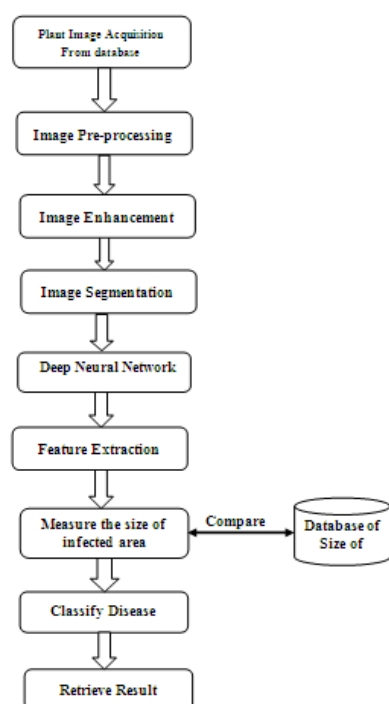 Plant Image Acquisition
From database
Image Pre-processing
Image Enhancement
Image Segmentation
Deep Neural Network
Feature Extraction
Measure the size of
infected area
Compare
Database of
Size of
Classify Disease
Retrieve Result